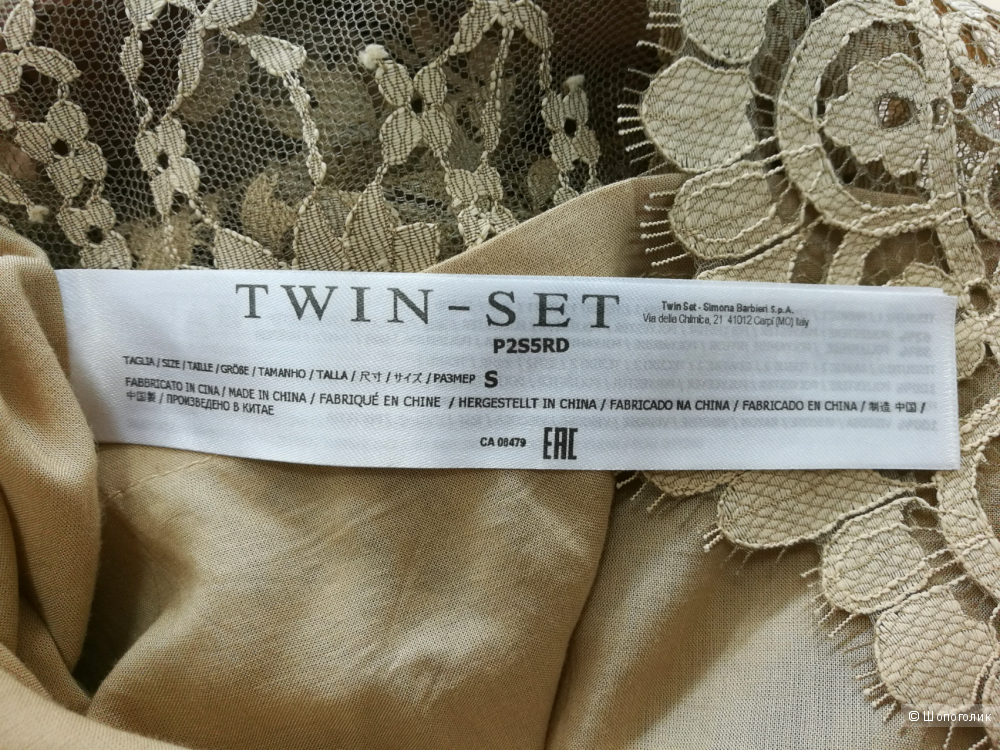 TWIN-SET
Twin Set - Simona Barbieri S.p.A.
Via della Chimica, 21 41012 Carpi (MO) Italy
P2S5RD
TAGLIA / SIZE / TAILLE / GRÖBE / TAMANHO / TALLA / 尺寸 / サイズ / РАЗМЕР S
FABBRICATO IN CINA / MADE IN CHINA / FABRIQUÉ EN CHINE / HERGESTELLT IN CHINA / FABRICADO NA CHINA / FABRICADO EN CHINA / 制造 中国 /
中国製 / ПРОИЗВЕДЕНО В КИТАЕ
CA 08479 EAC
© Шопоголик